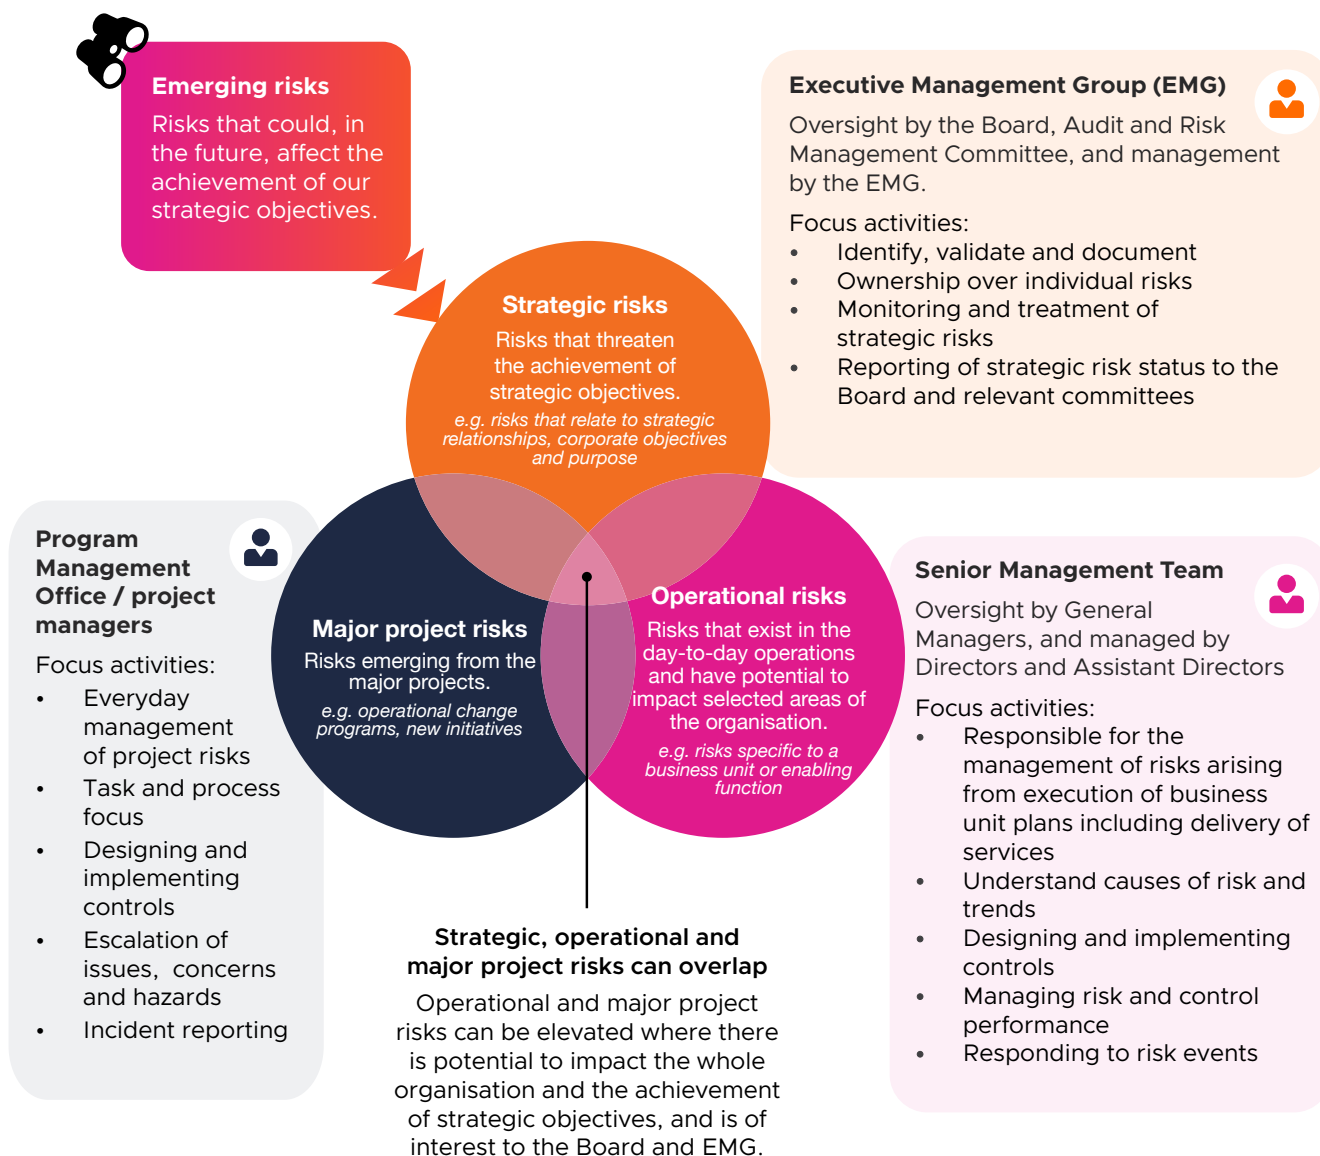 Emerging risks
Risks that could, in
the future, affect the
achievement of our
strategic objectives.
Executive Management Group (EMG)
Oversight by the Board, Audit and Risk
Management Committee, and management
by the EMG.
Focus activities:
• Identify, validate and document
• Ownership over individual risks
• Monitoring and treatment of
strategic risks
• Reporting of strategic risk status to the
Board and relevant committees
Strategic risks
Risks that threaten
the achievement of
strategic objectives.
e.g. risks that relate to strategic
relationships, corporate objectives
and purpose
Program
Management
Office / project
managers
Focus activities:
• Everyday
management
of project risks
• Task and process
focus
• Designing and
implementing
controls
• Escalation of
issues,  concerns
and hazards
• Incident reporting
Major project risks
Risks emerging from the
major projects.
e.g. operational change
programs, new initiatives
Operational risks
Risks that exist in the
day-to-day operations
and have potential to
impact selected areas of
the organisation.
e.g. risks specific to a
business unit or enabling
function
Senior Management Team
Oversight by General
Managers, and managed by
Directors and Assistant Directors
Focus activities:
• Responsible for the
management of risks arising
from execution of business
unit plans including delivery of
services
• Understand causes of risk and
trends
• Designing and implementing
controls
• Managing risk and control
performance
• Responding to risk events
Strategic, operational and
major project risks can overlap
Operational and major project
risks can be elevated where there
is potential to impact the whole
organisation and the achievement
of strategic objectives, and is of
interest to the Board and EMG.